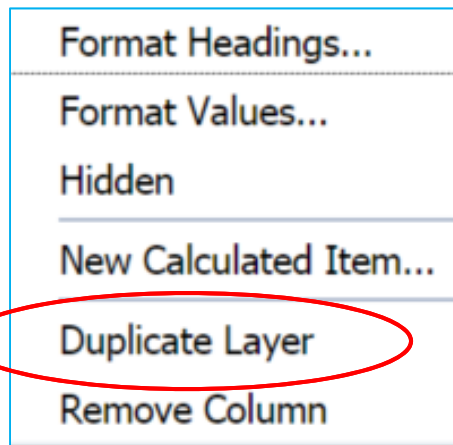 Format Headings...
Format Values...
Hidden
New Calculated Item...
Duplicate Layer
Remove Column